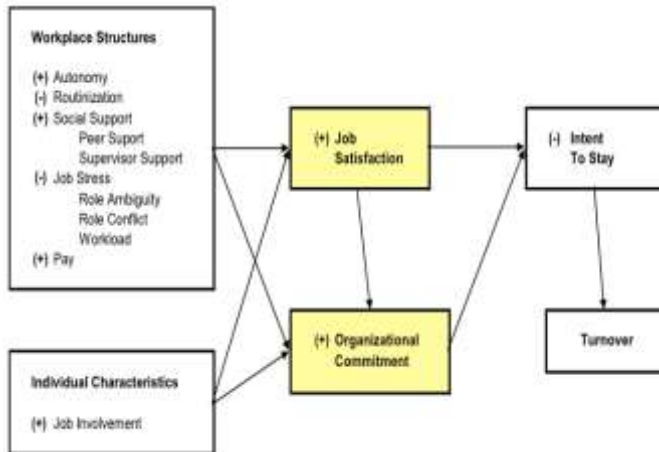 Workplace Structures
(+) Autonomy
(-) Routinization
(+) Social Support
Peer Suport
Supervisor Support
(-) Job Stress
Role Ambiguity
Role Conflict
Workload
(+) Pay
Individual Characteristics
(+) Job Involvement
(+) Job
Satisfaction
(+) Organizational
Commitment
(-) Intent
To Stay
Turnover